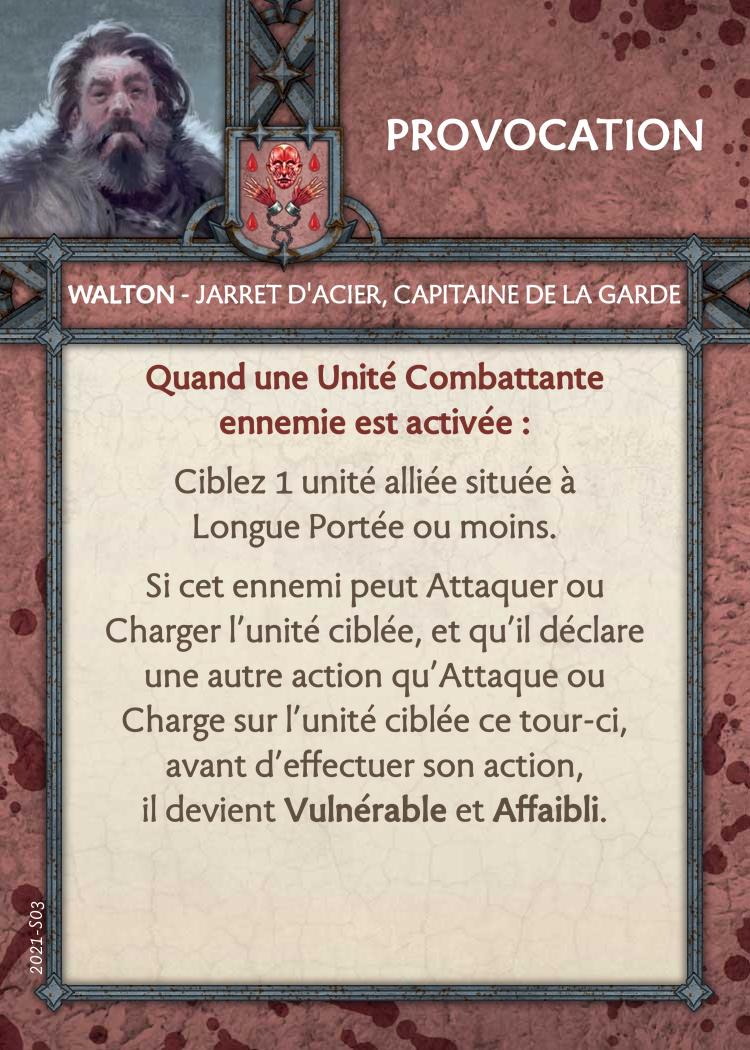 PROVOCATION
WALTON - JARRET D'ACIER, CAPITAINE DE LA GARDE
Quand une Unité Combattante
ennemie est activée :
Ciblez 1 unité alliée située à
Longue Portée ou moins.
Si cet ennemi peut Attaquer ou
Charger l’unité ciblée, et qu’il déclare
une autre action qu’Attaque ou
Charge sur l’unité ciblée ce tour-ci,
avant d’effectuer son action,
il devient Vulnérable et Affaibli.
2021-S03